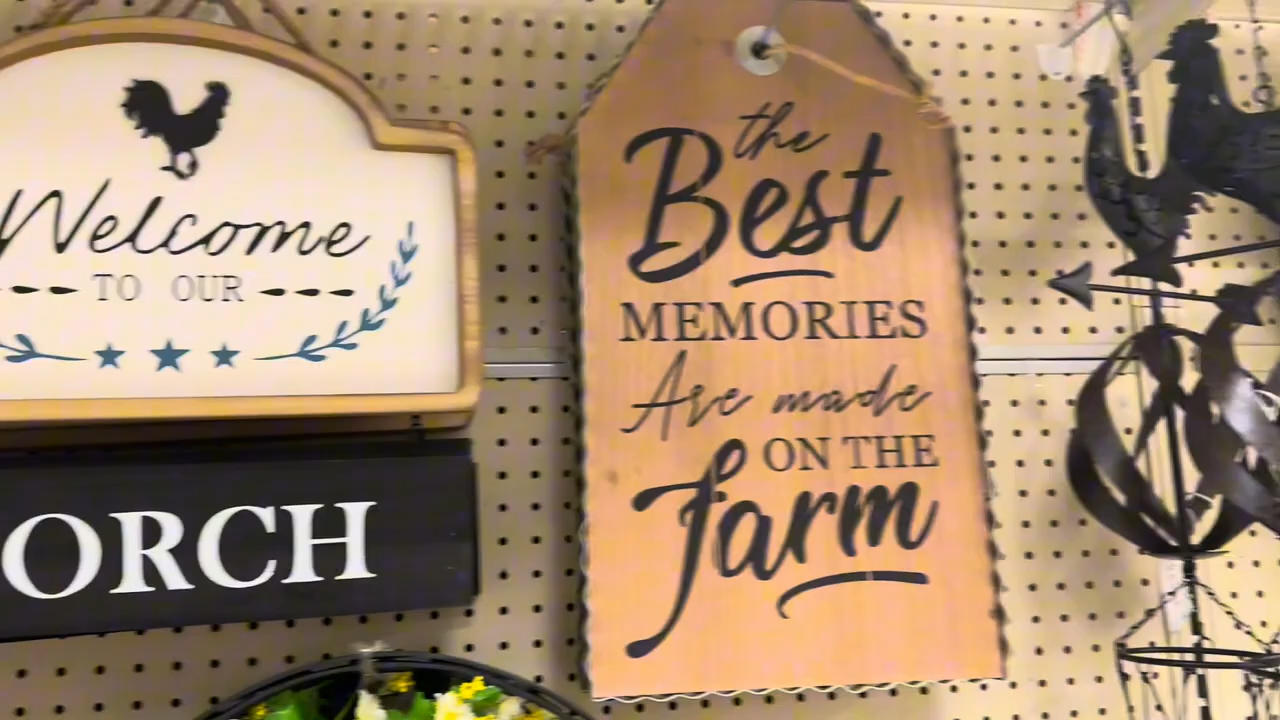 Welcome
TO OUR
ORCH
the
Best
MEMORIES
Are made
ON THE
farm